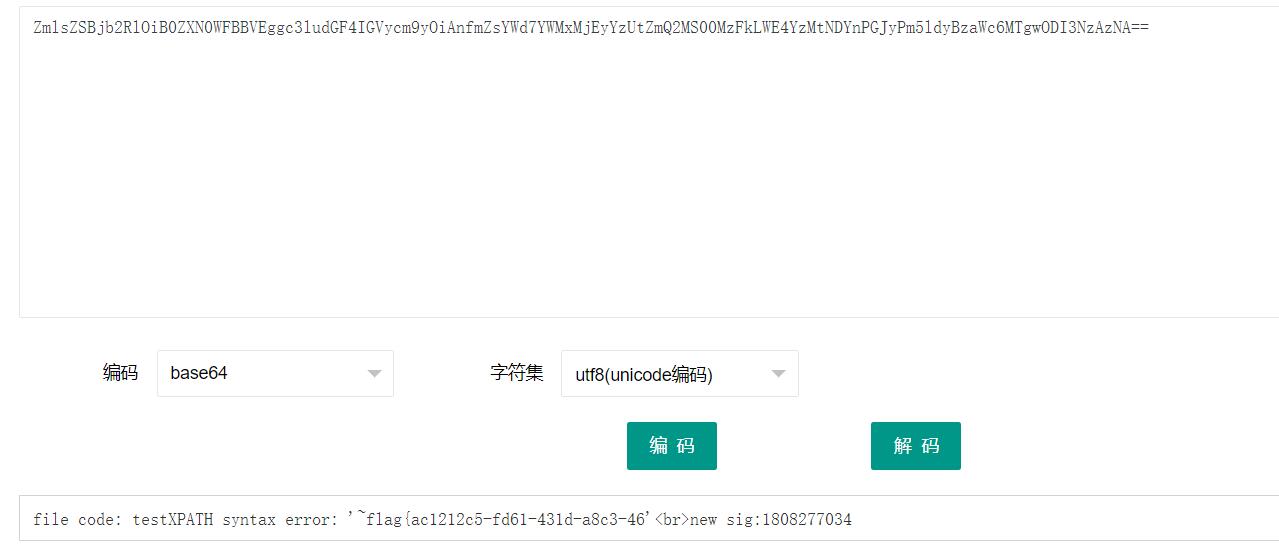 ZmlsZSBjb2RlOiB0ZXN0WFBBVEggc3ludGF4IGVycm9yOiAnfmZsYWd7YWMxMjEyYzUtZmQ2MS00MzFkLWE4YzMtNDYnPGJyPm5ldyBzaWc6MTgwODI3NzAzNA==
编码 base64 字符集 utf8(unicode编码)
编 码 解 码
file code: testXPATH syntax error: '~flag{ac1212c5-fd61-431d-a8c3-46'<br>new sig:1808277034